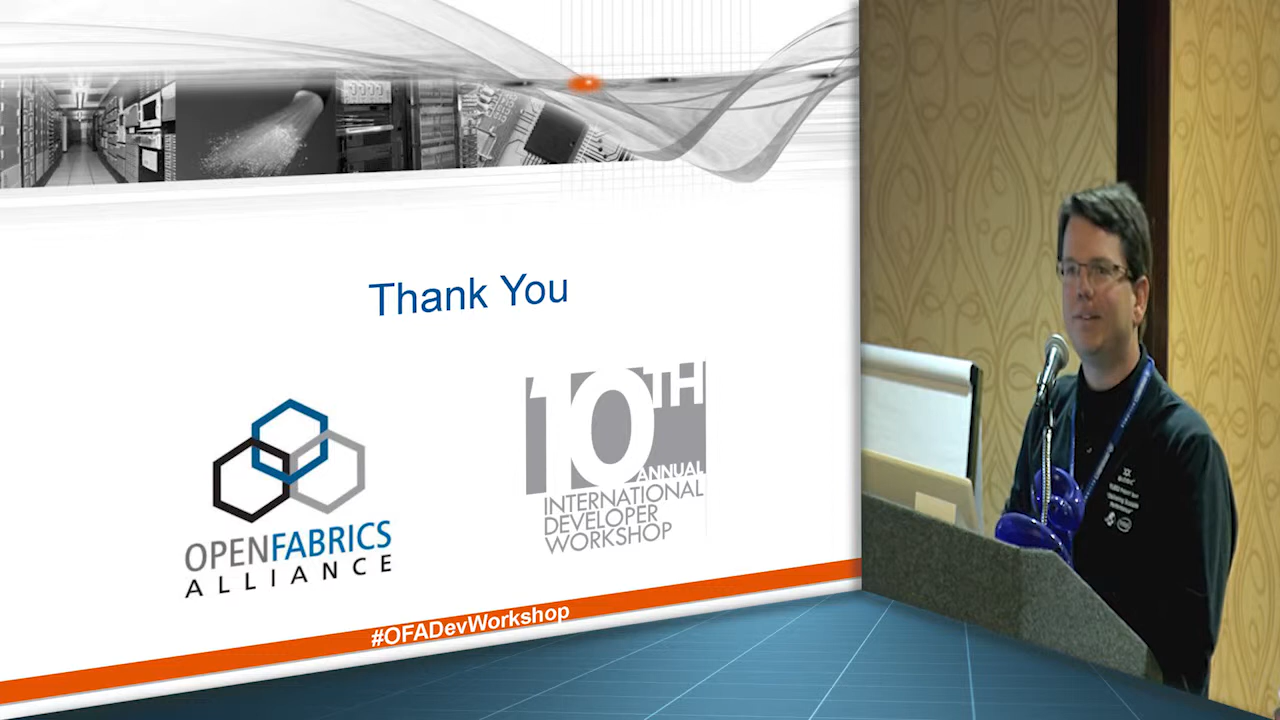 Thank You
OPENFABRICS
ALLIANCE
10TH
ANNUAL
INTERNATIONAL
DEVELOPER
WORKSHOP
#OFADevWorkshop